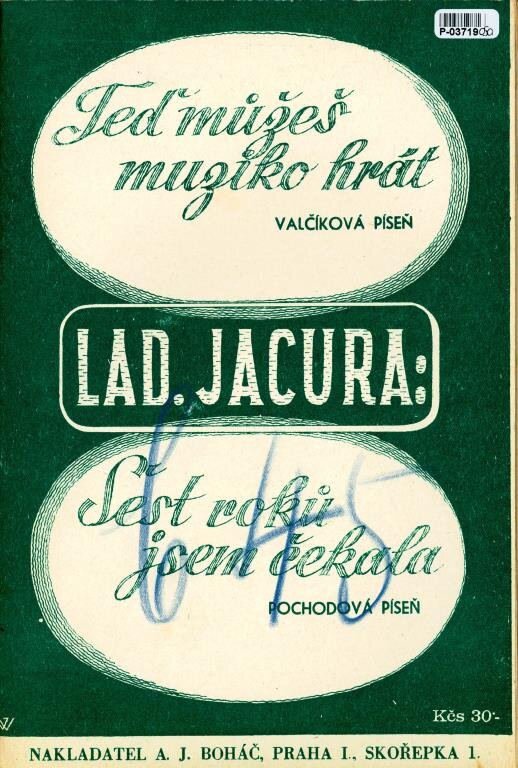 P-03719050
Teď můžeš
muziko hrát
VALČÍKOVÁ PÍSEŇ
LAD. JACURA:
Šest roků
jsem čekala
POCHODOVÁ PÍSEŇ
645
Kčs 30·-
NAKLADATEL A. J. BOHÁČ, PRAHA I., SKOŘEPKA 1.